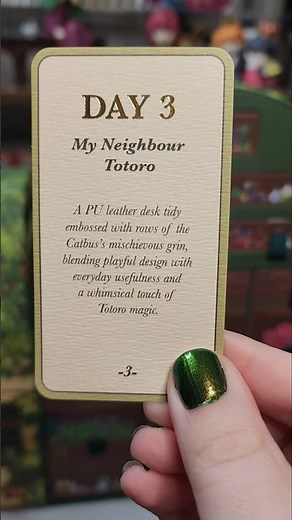 DAY 3
My Neighbour
Totoro
A PU leather desk tidy
embossed with rows of the
Catbus's mischievous grin,
blending playful design with
everyday usefulness and
a whimsical touch of
Totoro magic.
-3-